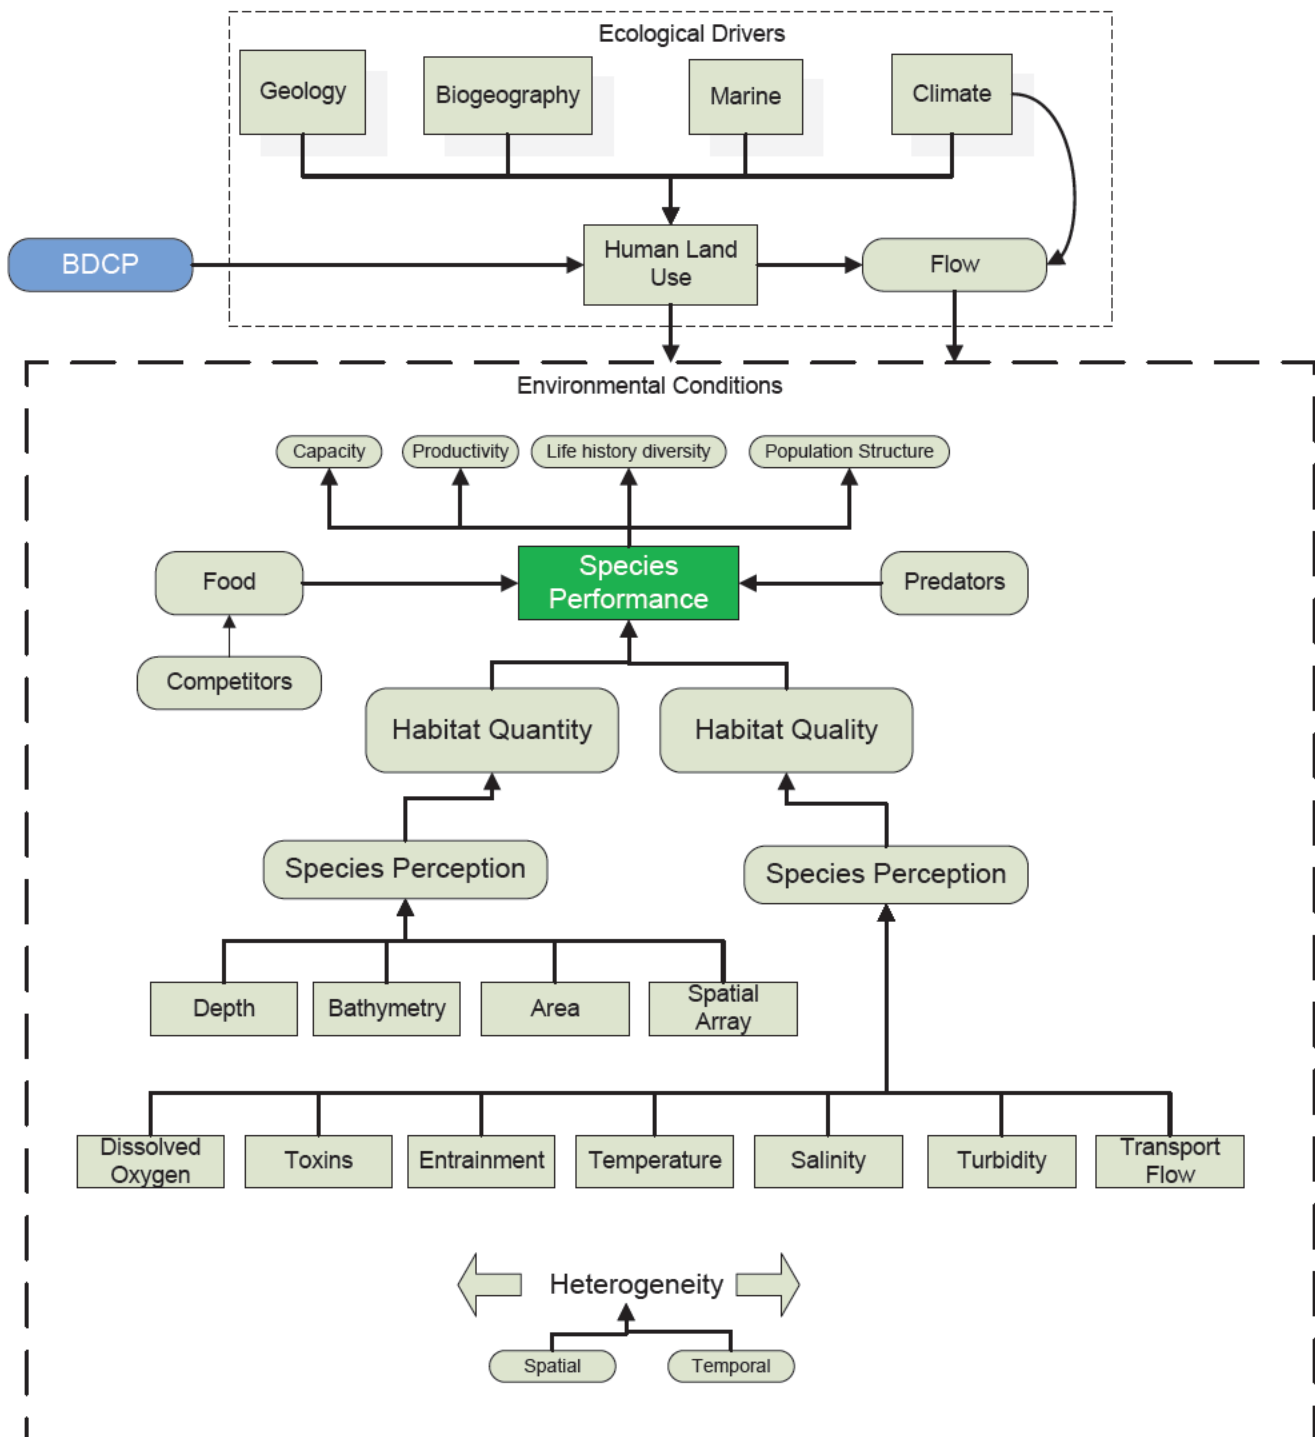 Ecological Drivers
Geology
Biogeography
Marine
Climate
BDCP
Human Land
Use
Flow
Environmental Conditions
Capacity
Productivity
Life history diversity
Population Structure
Food
Species
Performance
Predators
Competitors
Habitat Quantity
Habitat Quality
Species Perception
Species Perception
Depth
Bathymetry
Area
Spatial
Array
Dissolved
Oxygen
Toxins
Entrainment
Temperature
Salinity
Turbidity
Transport
Flow
Heterogeneity
Spatial
Temporal